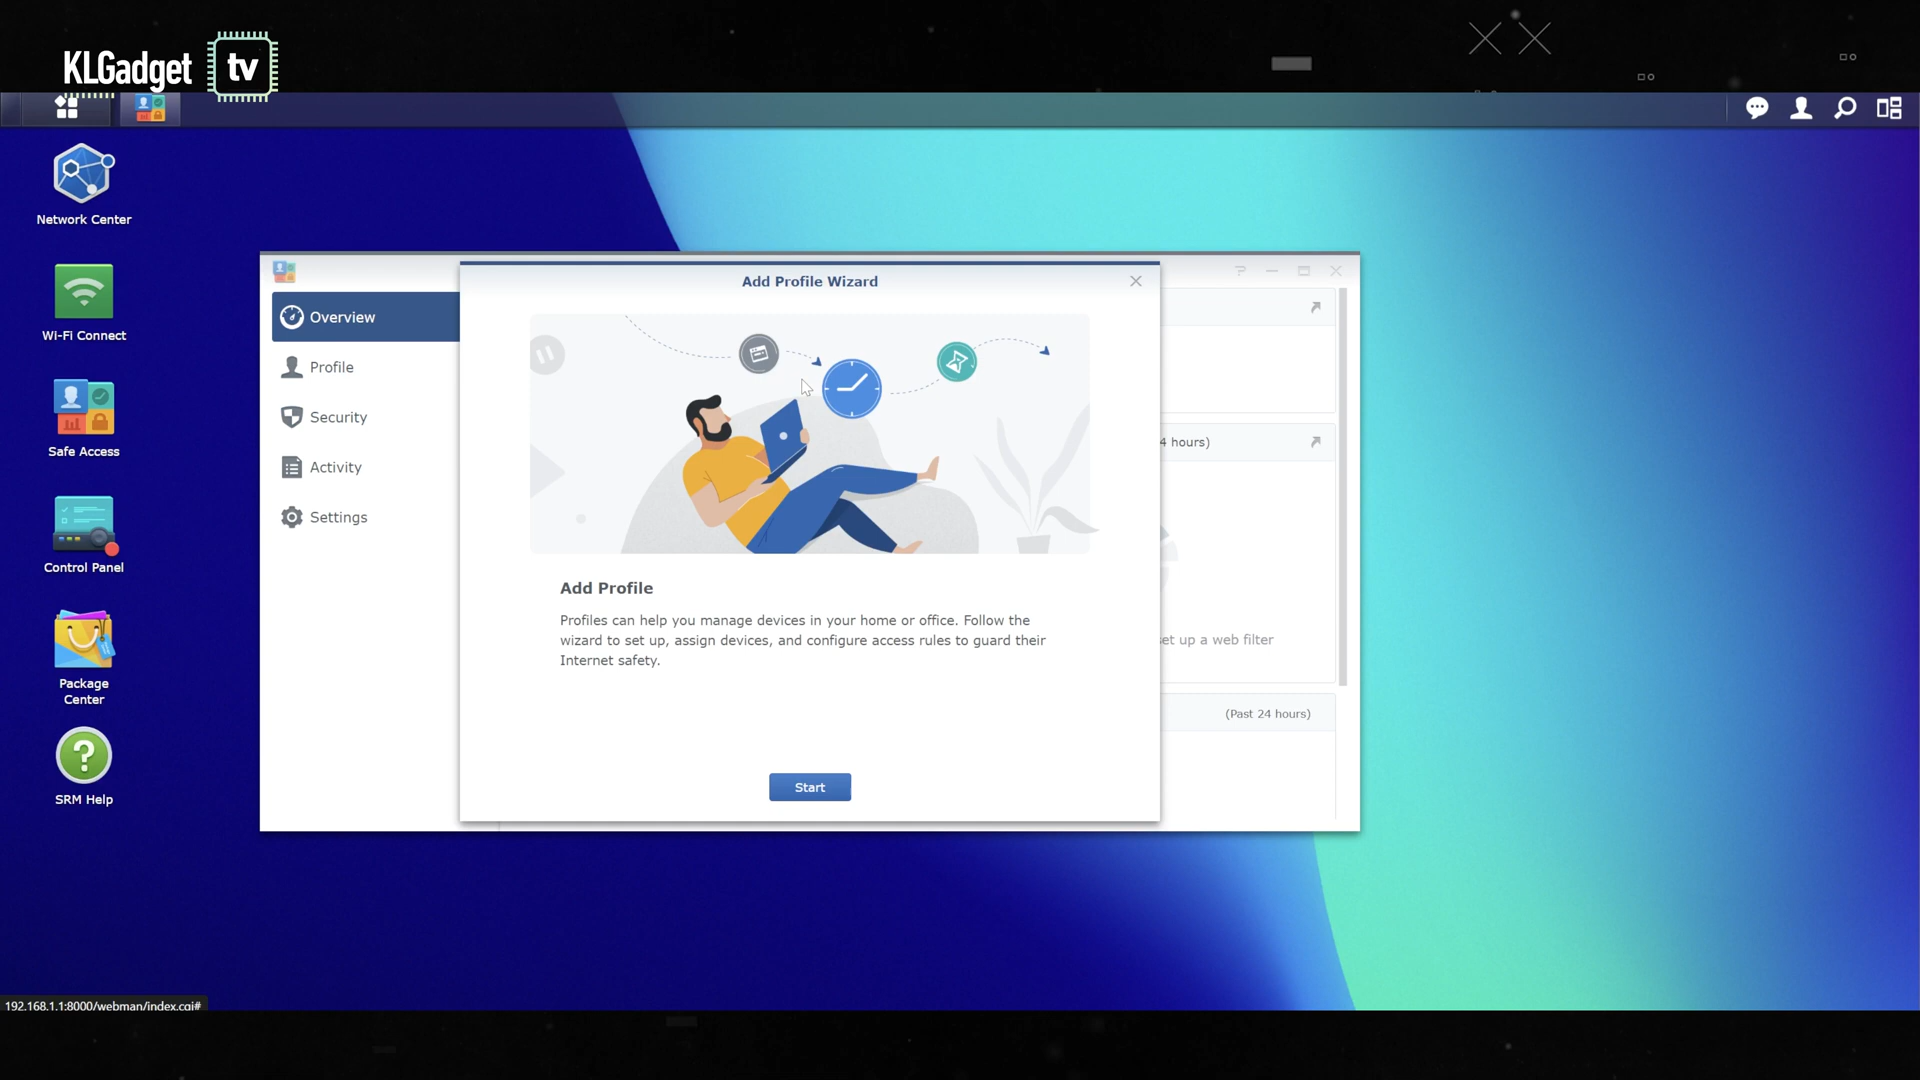 KLGadget tv
Network Center
Wi-Fi Connect
Safe Access
Control Panel
Package
Center
SRM Help
Overview
Profile
Security
Activity
Settings
Add Profile Wizard
Add Profile
Profiles can help you manage devices in your home or office. Follow the
wizard to set up, assign devices, and configure access rules to guard their
Internet safety.
Start
4 hours)
set up a web filter
(Past 24 hours)
192.168.1.1:8000/webman/index.cgi#